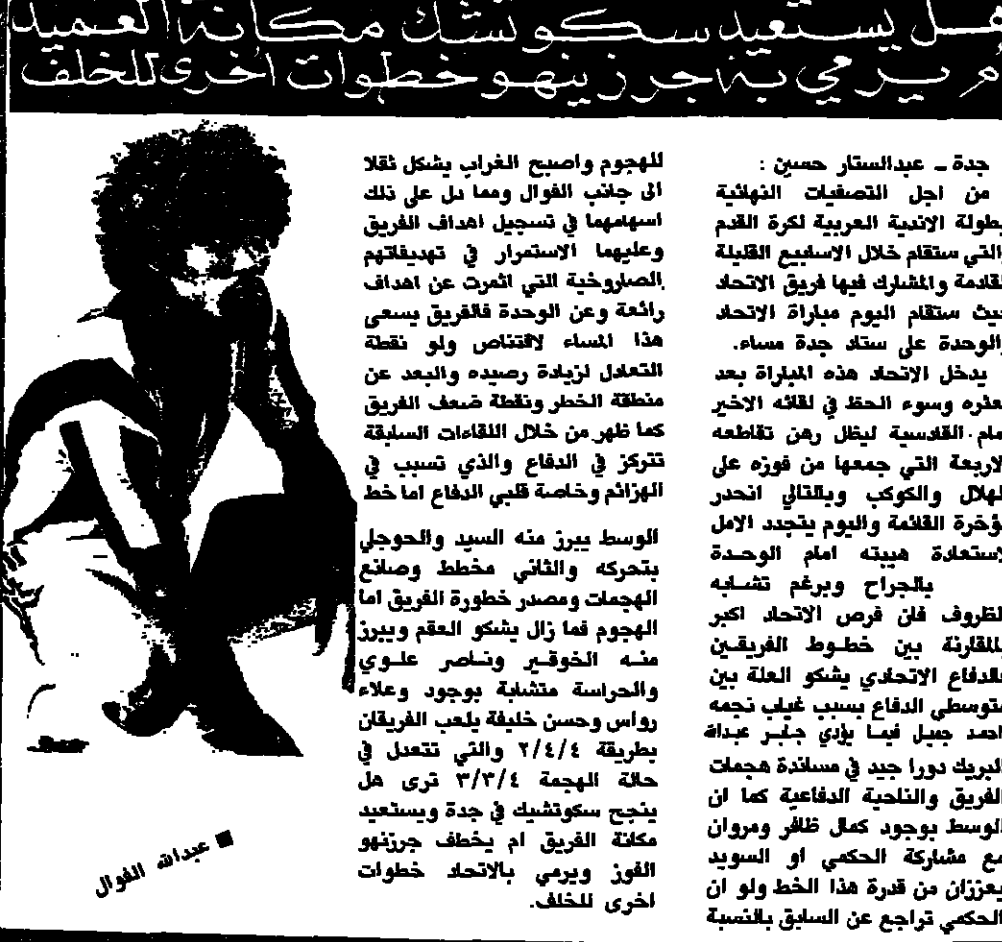 هل يستعيد سكوتشك مكانة العميد
أم يرمي به جرزينهو خطوات اخرى للخلف
جدة ـ عبدالستار حسين :
من اجل التصفيات النهائية
بطولة الاندية العربية لكرة القدم
والتي ستقام خلال الاسابيع القليلة
لقادمة والمشارك فيها فريق الاتحاد
حيث ستقام اليوم مباراة الاتحاد
والوحدة على ستاد جدة مساء.
يدخل الاتحاد هذه المباراة بعد
عذره وسوء الحظ في لقائه الاخير
مام القادسية ليظل رهن نقاطعه
لاربعة التي جمعها من فوزه على
لهلال والكوكب وبقتالي انحدر
ؤخرة القائمة واليوم يتجدد الامل
لاستعادة هيبته امام الوحدة
بالجراح وبرغم تشابه
لظروف فان فرص الاتحاد اكبر
بالمقارنة بين خطوط الفريقين
فالدفاع الاتحادي يشكو العلة بين
متوسطي الدفاع بسبب غياب نجمه
احمد جميل فيما يؤدي جابر عبدالله
البريك دورا جيد في مساندة هجمات
الفريق والناحية الدفاعية كما ان
الوسط بوجود كمال ظافر ومروان
مع مشاركة الحكمي او السويد
يعززان من قدرة هذا الخط ولو ان
الحكمي تراجع عن السابق بالنسبة
للهجوم واصبح الغراب يشكل ثقلا
الى جانب الفوال ومما دل على ذلك
اسهامهما في تسجيل اهداف الفريق
وعليهما الاستمرار في تهديفاتهم
الصاروخية التي اثمرت عن اهداف
رائعة وعن الوحدة فالفريق يسعى
هذا المساء لاقتناص ولو نقطة
التعادل لزيادة رصيده والبعد عن
منطقة الخطر ونقطة ضعف الفريق
كما ظهر من خلال اللقاءات السابقة
تتركز في الدفاع والذي تسبب في
الهزائم وخاصة قلبي الدفاع اما خط
الوسط يبرز منه السيد والحوجلي
بتحركه والثاني مخطط وصانع
الهجمات ومصدر خطورة الفريق اما
الهجوم فما زال يشكو العقم ويبرز
منه الخوقير وناصر علوي
والحراسة متشابة بوجود وعلاء
رواس وحسن خليفة يلعب الفريقان
بطريقة ٢/٤/٤ والتي تتعدل في
حالة الهجمة ٣/٣/٤ ترى هل
ينجح سكوتشيك في جدة ويستعيد
مكانة الفريق ام يخطف جرزنهو
الفوز ويرمي بالاتحاد خطوات
اخرى للخلف.
■ عبدالله الفوال